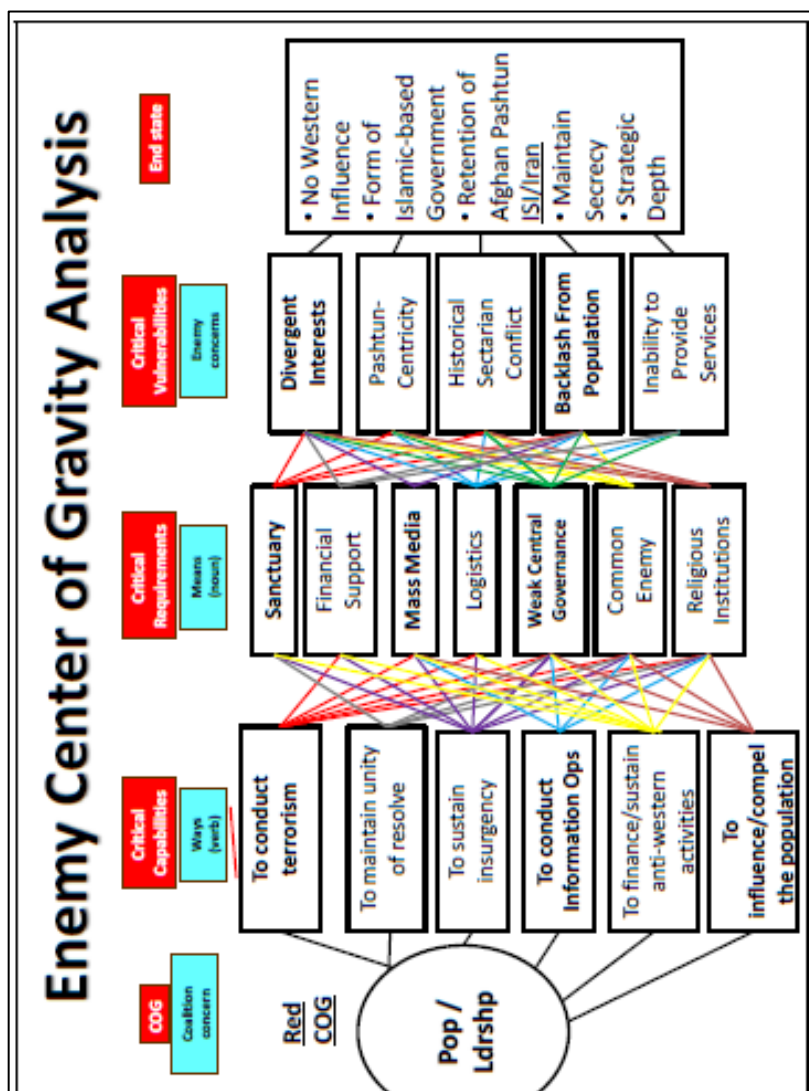 Enemy Center of Gravity Analysis
COG
Coalition
concern
Critical
Capabilities
Ways
(verb)
Critical
Requirements
Means
(noun)
Critical
Vulnerabilities
Enemy
concerns
End state
Red
COG
Pop /
Ldrshp
To conduct
terrorism
To maintain unity
of resolve
To sustain
insurgency
To conduct
Information Ops
To finance/sustain
anti-western
activities
To
influence/compel
the population
Sanctuary
Financial
Support
Mass Media
Logistics
Weak Central
Governance
Common
Enemy
Religious
Institutions
Divergent
Interests
Pashtun-
Centricity
Historical
Sectarian
Conflict
Backlash From
Population
Inability to
Provide
Services
• No Western
Influence
• Form of
Islamic-based
Government
• Retention of
Afghan Pashtun
ISI/Iran
• Maintain
Secrecy
• Strategic
Depth